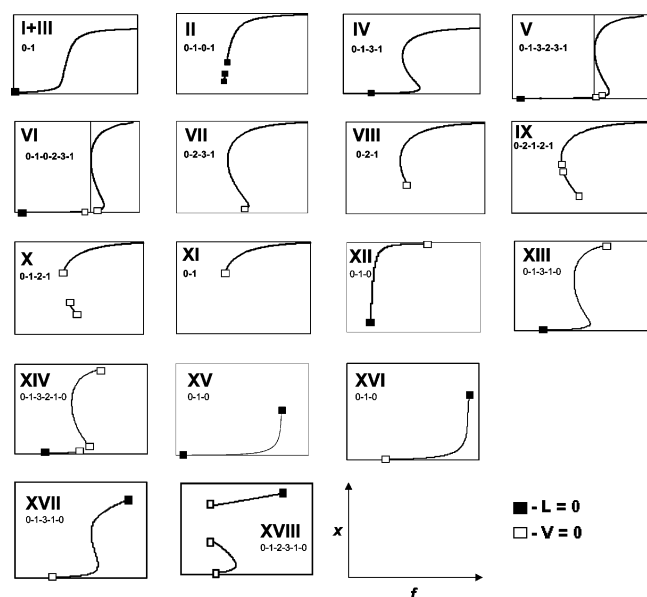 I+III
0-1
II
0-1-0-1
IV
0-1-3-1
V
0-1-3-2-3-1
VI
0-1-0-2-3-1
VII
0-2-3-1
VIII
0-2-1
IX
0-2-1-2-1
X
0-1-2-1
XI
0-1
XII
0-1-0
XIII
0-1-3-1-0
XIV
0-1-3-2-1-0
XV
0-1-0
XVI
0-1-0
XVII
0-1-3-1-0
XVIII
0-1-2-3-1-0
x
f
- L = 0
- V = 0